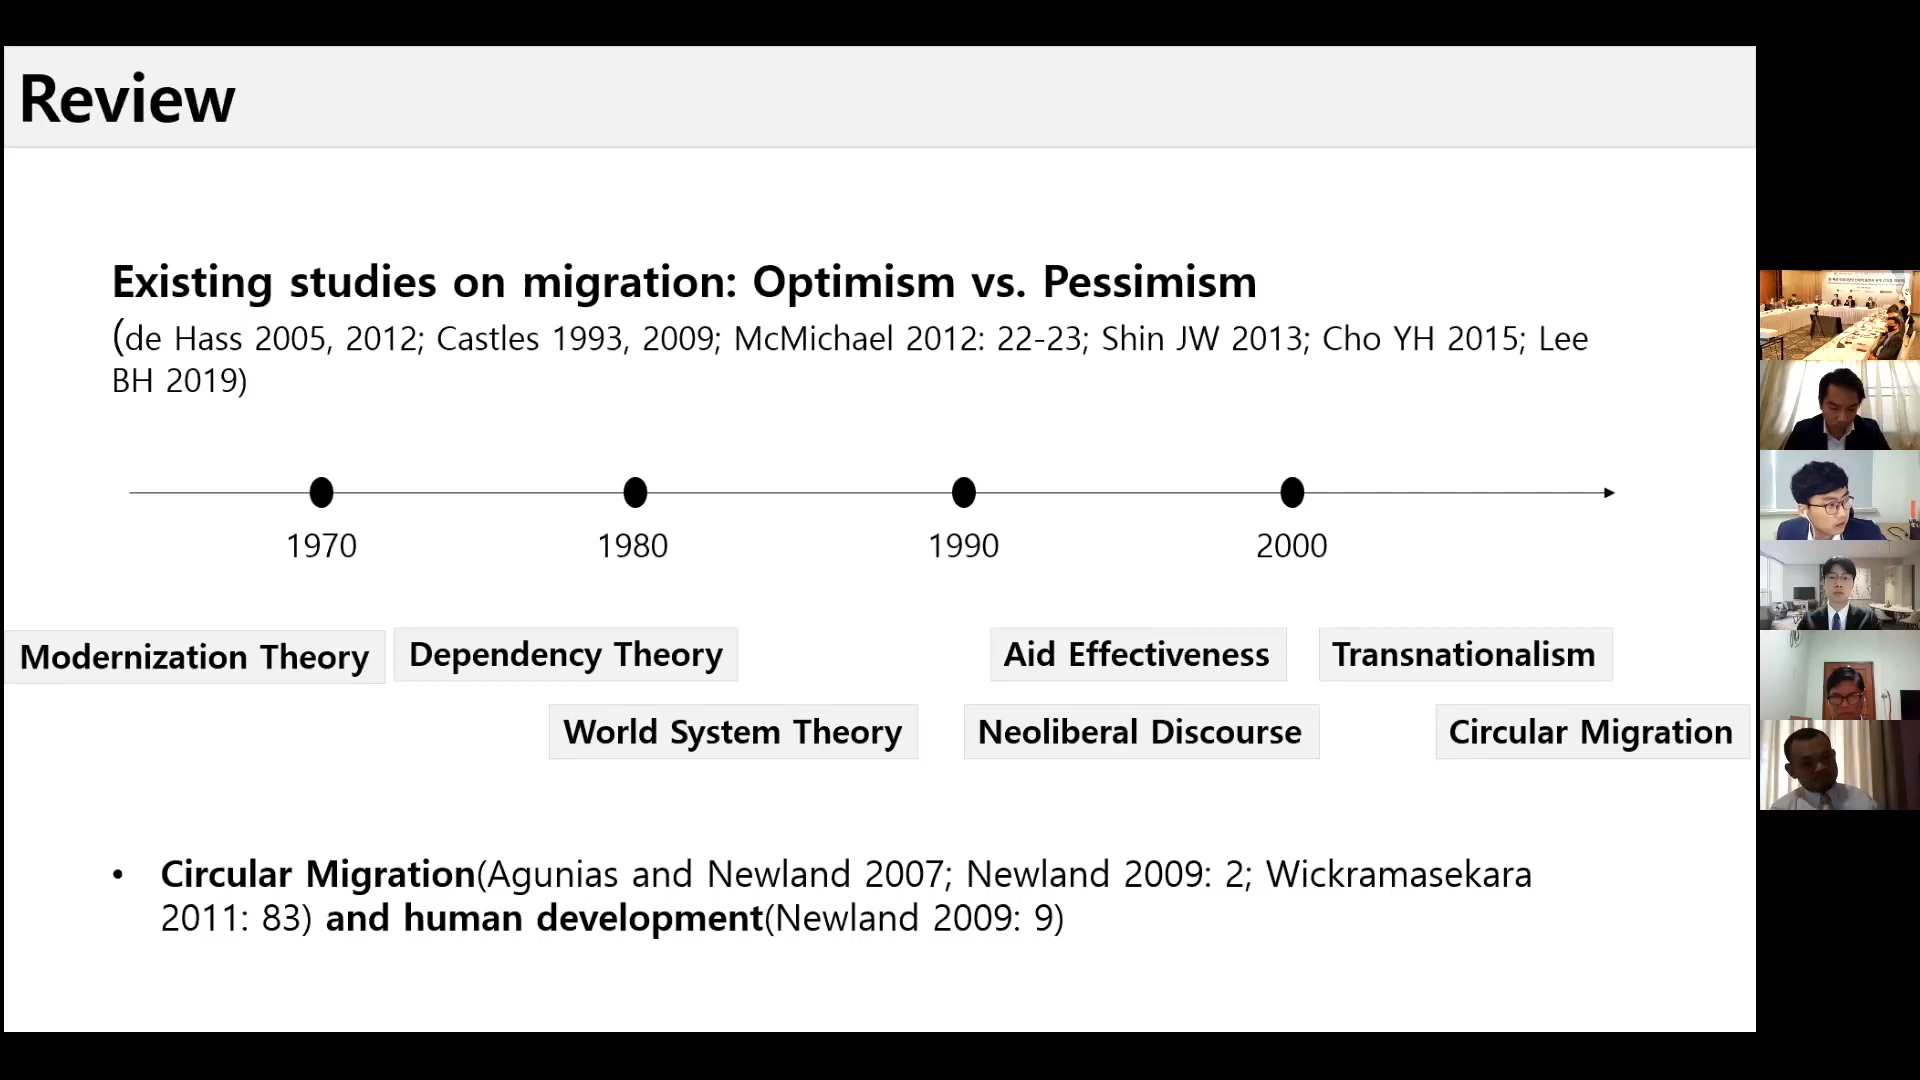 Review
Existing studies on migration: Optimism vs. Pessimism
(de Hass 2005, 2012; Castles 1993, 2009; McMichael 2012: 22-23; Shin JW 2013; Cho YH 2015; Lee
BH 2019)
1970
1980
1990
2000
Modernization Theory
Dependency Theory
Aid Effectiveness
Transnationalism
World System Theory
Neoliberal Discourse
Circular Migration
• Circular Migration(Agunias and Newland 2007; Newland 2009: 2; Wickramasekara
2011: 83) and human development(Newland 2009: 9)